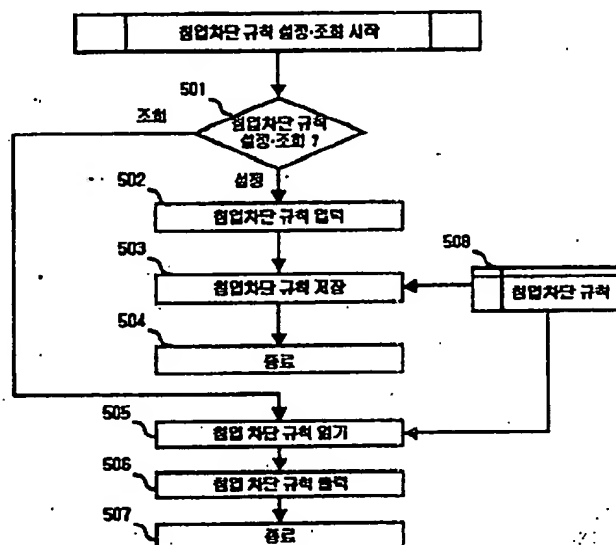 침입차단 규칙 설정·조회 시작
501
조회
침입차단 규칙
설정·조회 ?
설정
502
침입차단 규칙 입력
503
침입차단 규칙 저장
508
침입차단 규칙
504
종료
505
침입 차단 규칙 읽기
506
침입 차단 규칙 출력
507
종료